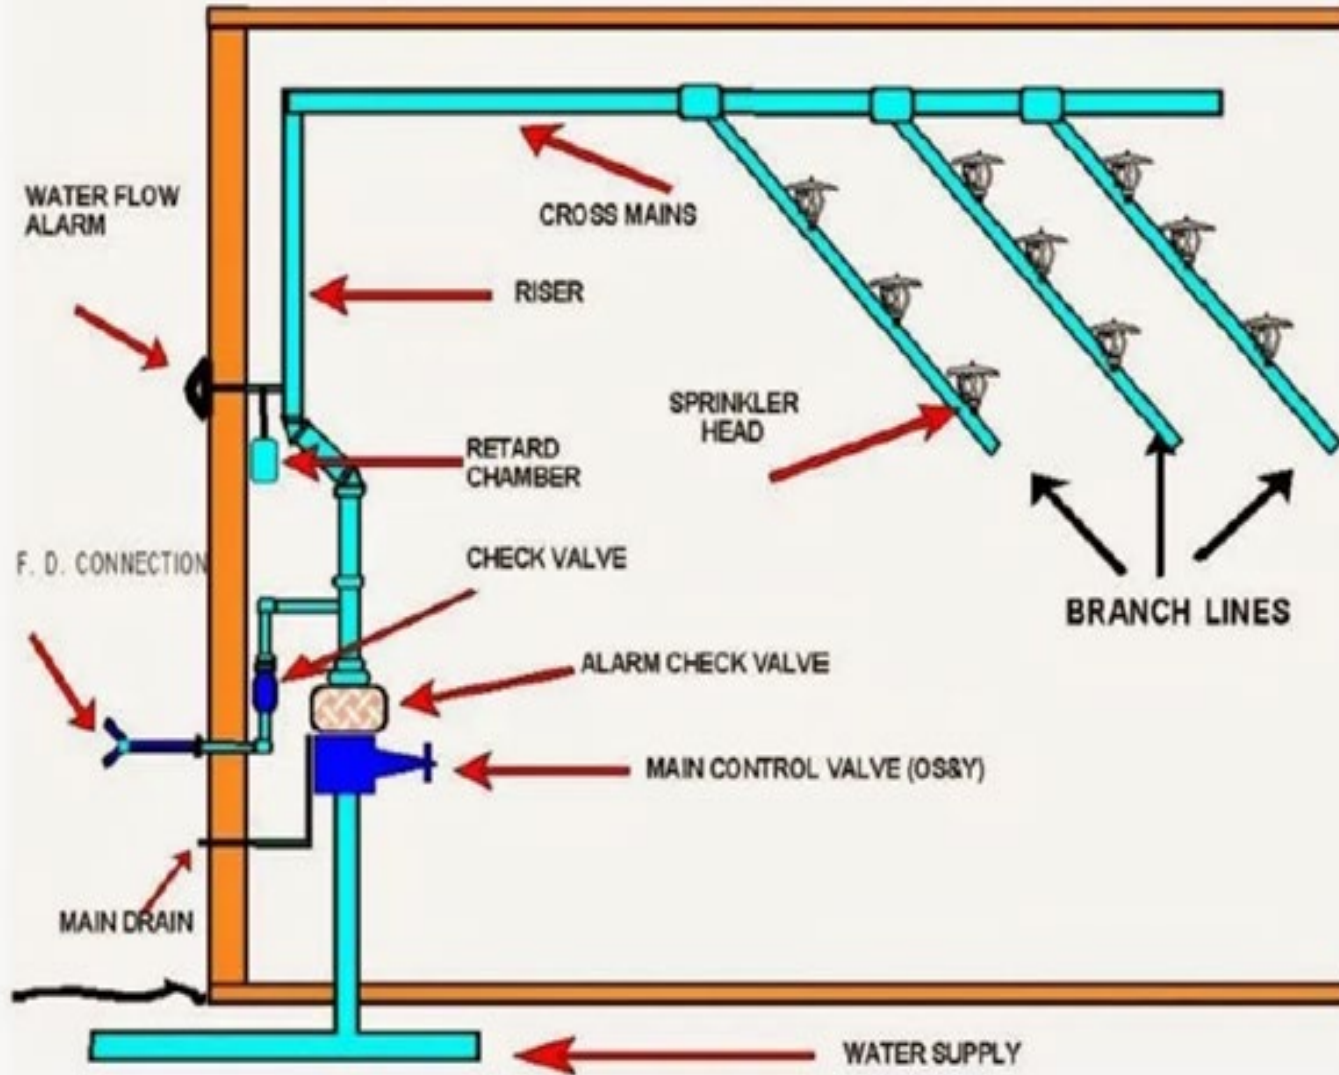 WATER FLOW
ALARM
CROSS MAINS
RISER
SPRINKLER
HEAD
RETARD
CHAMBER
F. D. CONNECTION
CHECK VALVE
BRANCH LINES
ALARM CHECK VALVE
MAIN CONTROL VALVE (OS&Y)
MAIN DRAIN
WATER SUPPLY